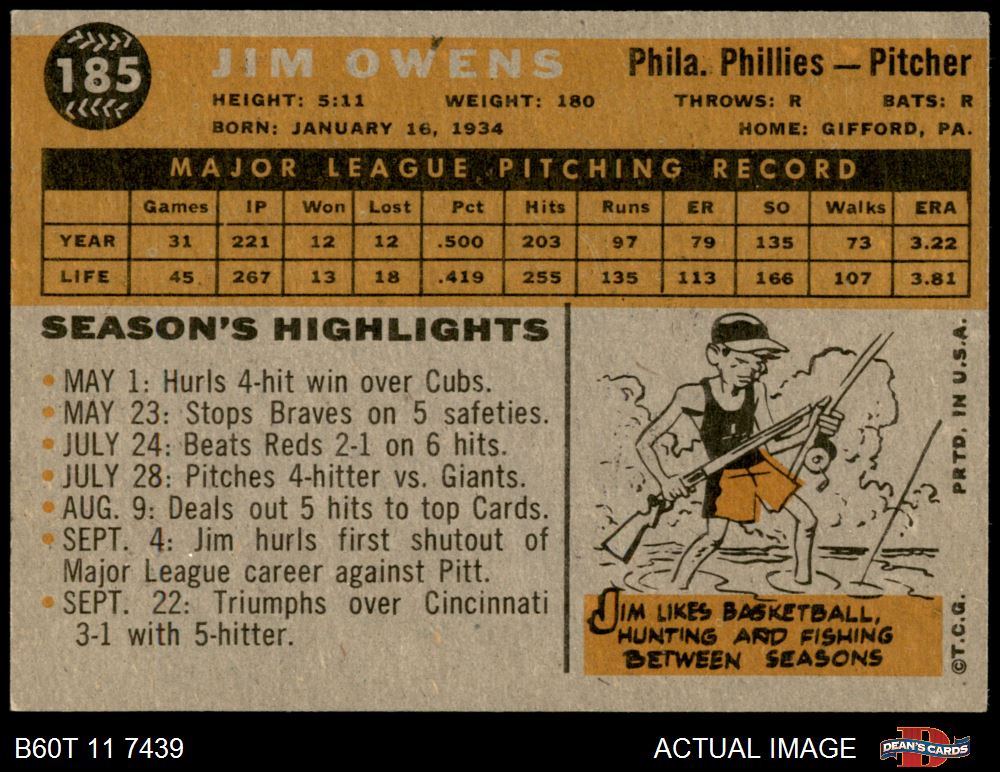 185
JIM OWENS
Phila. Phillies — Pitcher
HEIGHT: 5:11 WEIGHT: 180 THROWS: R BATS: R
BORN: JANUARY 16, 1934 HOME: GIFFORD, PA.
MAJOR LEAGUE PITCHING RECORD
Games IP Won Lost Pct Hits Runs ER SO Walks ERA
YEAR 31 221 12 12 .500 203 97 79 135 73 3.22
LIFE 45 267 13 18 .419 255 135 113 166 107 3.81
SEASON'S HIGHLIGHTS
• MAY 1: Hurls 4-hit win over Cubs.
• MAY 23: Stops Braves on 5 safeties.
• JULY 24: Beats Reds 2-1 on 6 hits.
• JULY 28: Pitches 4-hitter vs. Giants.
• AUG. 9: Deals out 5 hits to top Cards.
• SEPT. 4: Jim hurls first shutout of
Major League career against Pitt.
• SEPT. 22: Triumphs over Cincinnati
3-1 with 5-hitter.
JIM LIKES BASKETBALL,
HUNTING AND FISHING
BETWEEN SEASONS
©T.C.G. PRTD. IN U.S.A.
B60T 11 7439
ACTUAL IMAGE
DEAN'S CARDS